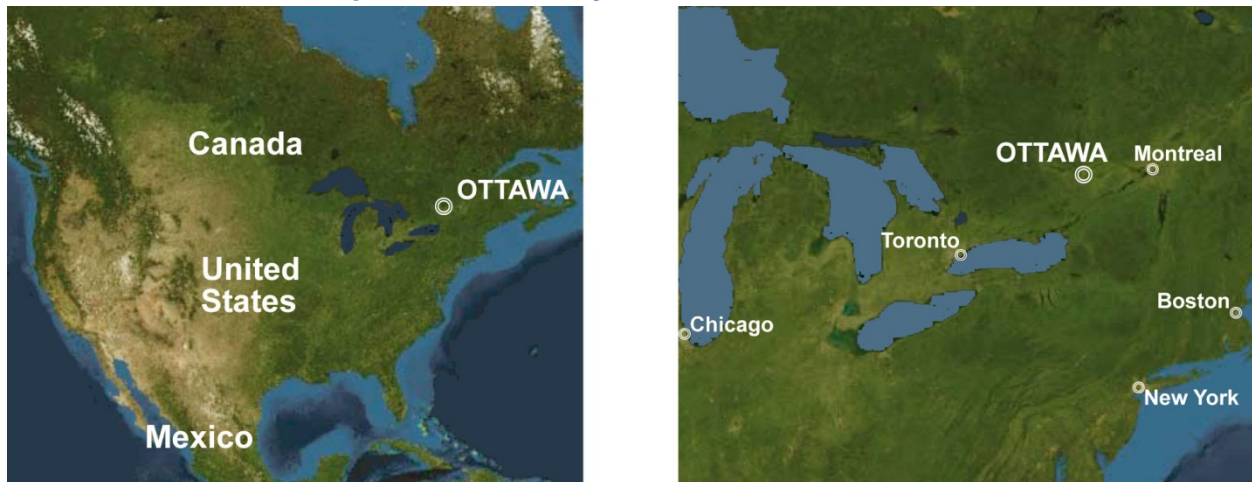 Canada
OTTAWA
United
States
Mexico
OTTAWA
Montreal
Toronto
Boston
Chicago
New York